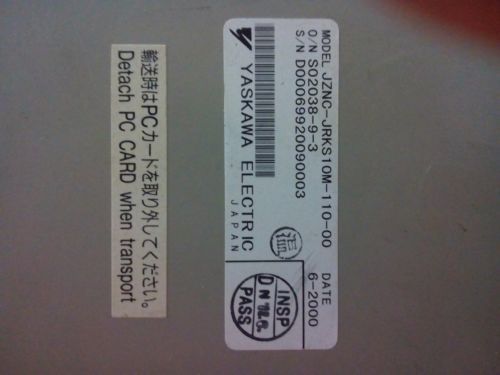 輸送時はPCカードを取り外してください。
Detach PC CARD when transport
MODEL JZNC-JRKS10M-110-00
DATE
O/N S02038-9-3
6-2000
S/N D00069920090003
YASKAWA ELECTRIC
JAPAN
INSP
PASS